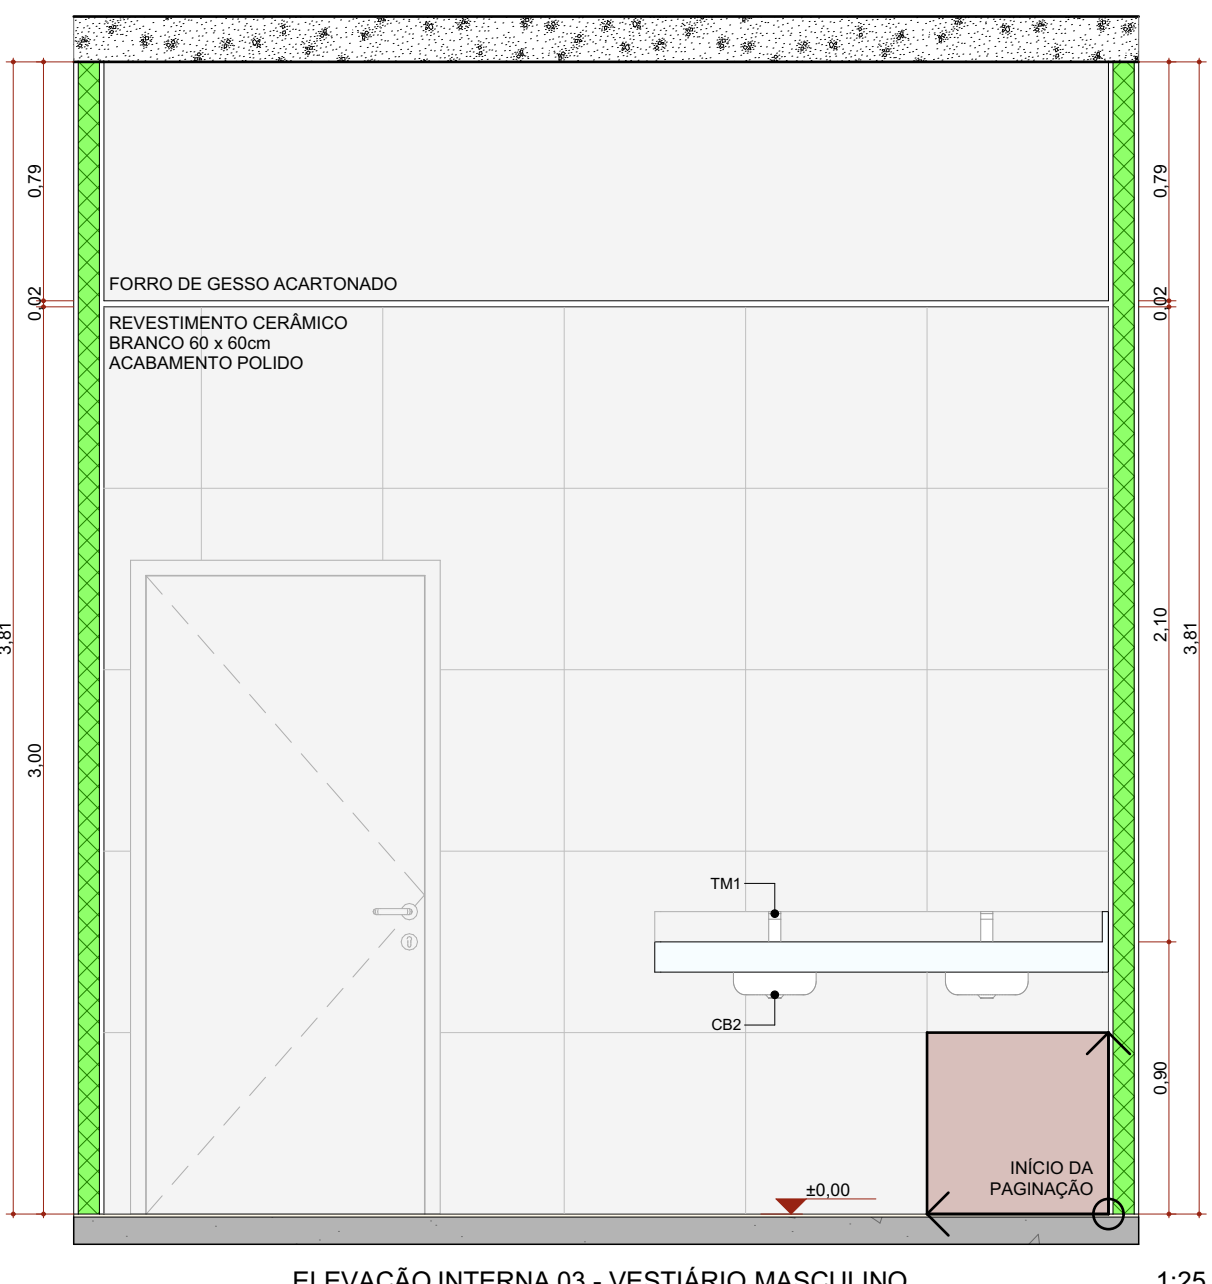 0,79
0,79
FORRO DE GESSO ACARTONADO
0,02
0,02
REVESTIMENTO CERÂMICO
BRANCO 60 x 60cm
ACABAMENTO POLIDO
3,81
2,10
3,81
3,00
TM1
CB2
0,90
INÍCIO DA
PAGINAÇÃO
±0,00
ELEVAÇÃO INTERNA 03 - VESTIÁRIO MASCULINO
1:25